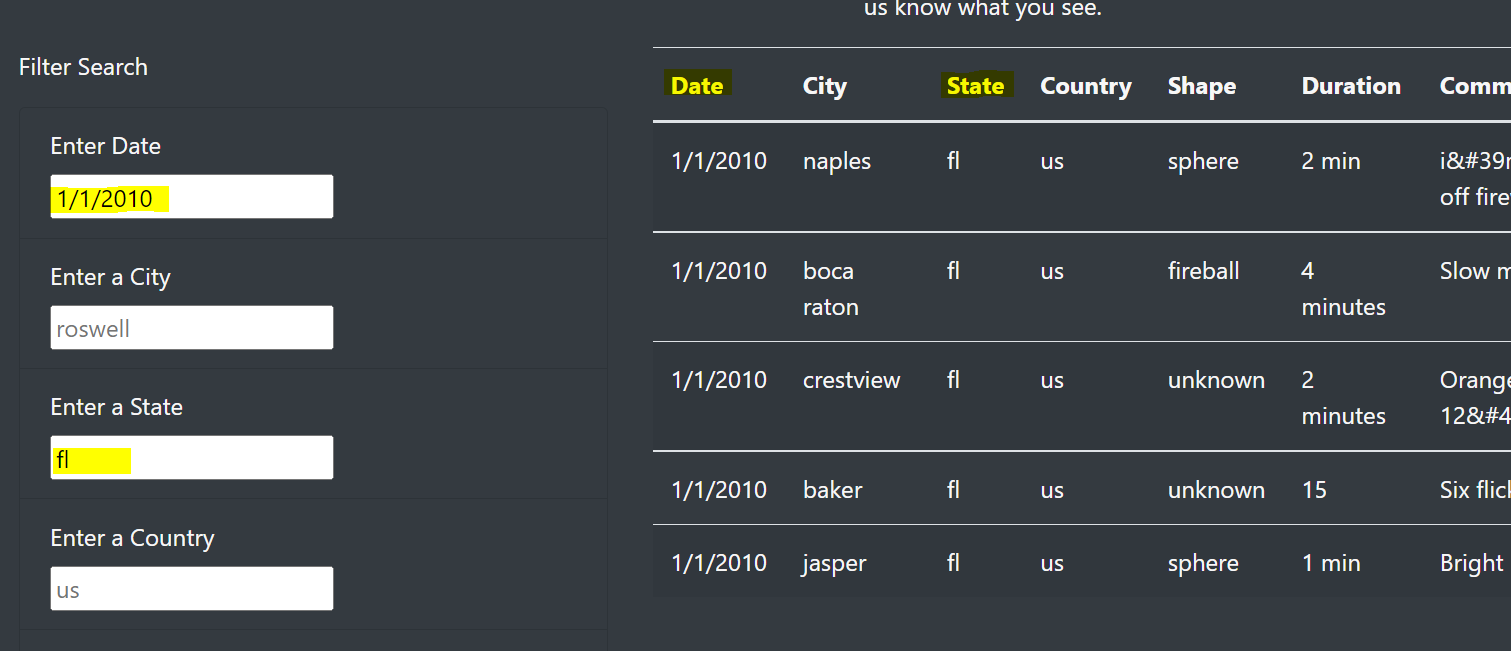 us know what you see.
Filter Search
Enter Date
1/1/2010
Enter a City
roswell
Enter a State
fl
Enter a Country
us
Date City State Country Shape Duration Comm
1/1/2010 naples fl us sphere 2 min i&#39
off fire
1/1/2010 boca raton fl us fireball 4 minutes Slow m
1/1/2010 crestview fl us unknown 2 minutes Orange
12&#4
1/1/2010 baker fl us unknown 15 Six flic
1/1/2010 jasper fl us sphere 1 min Bright